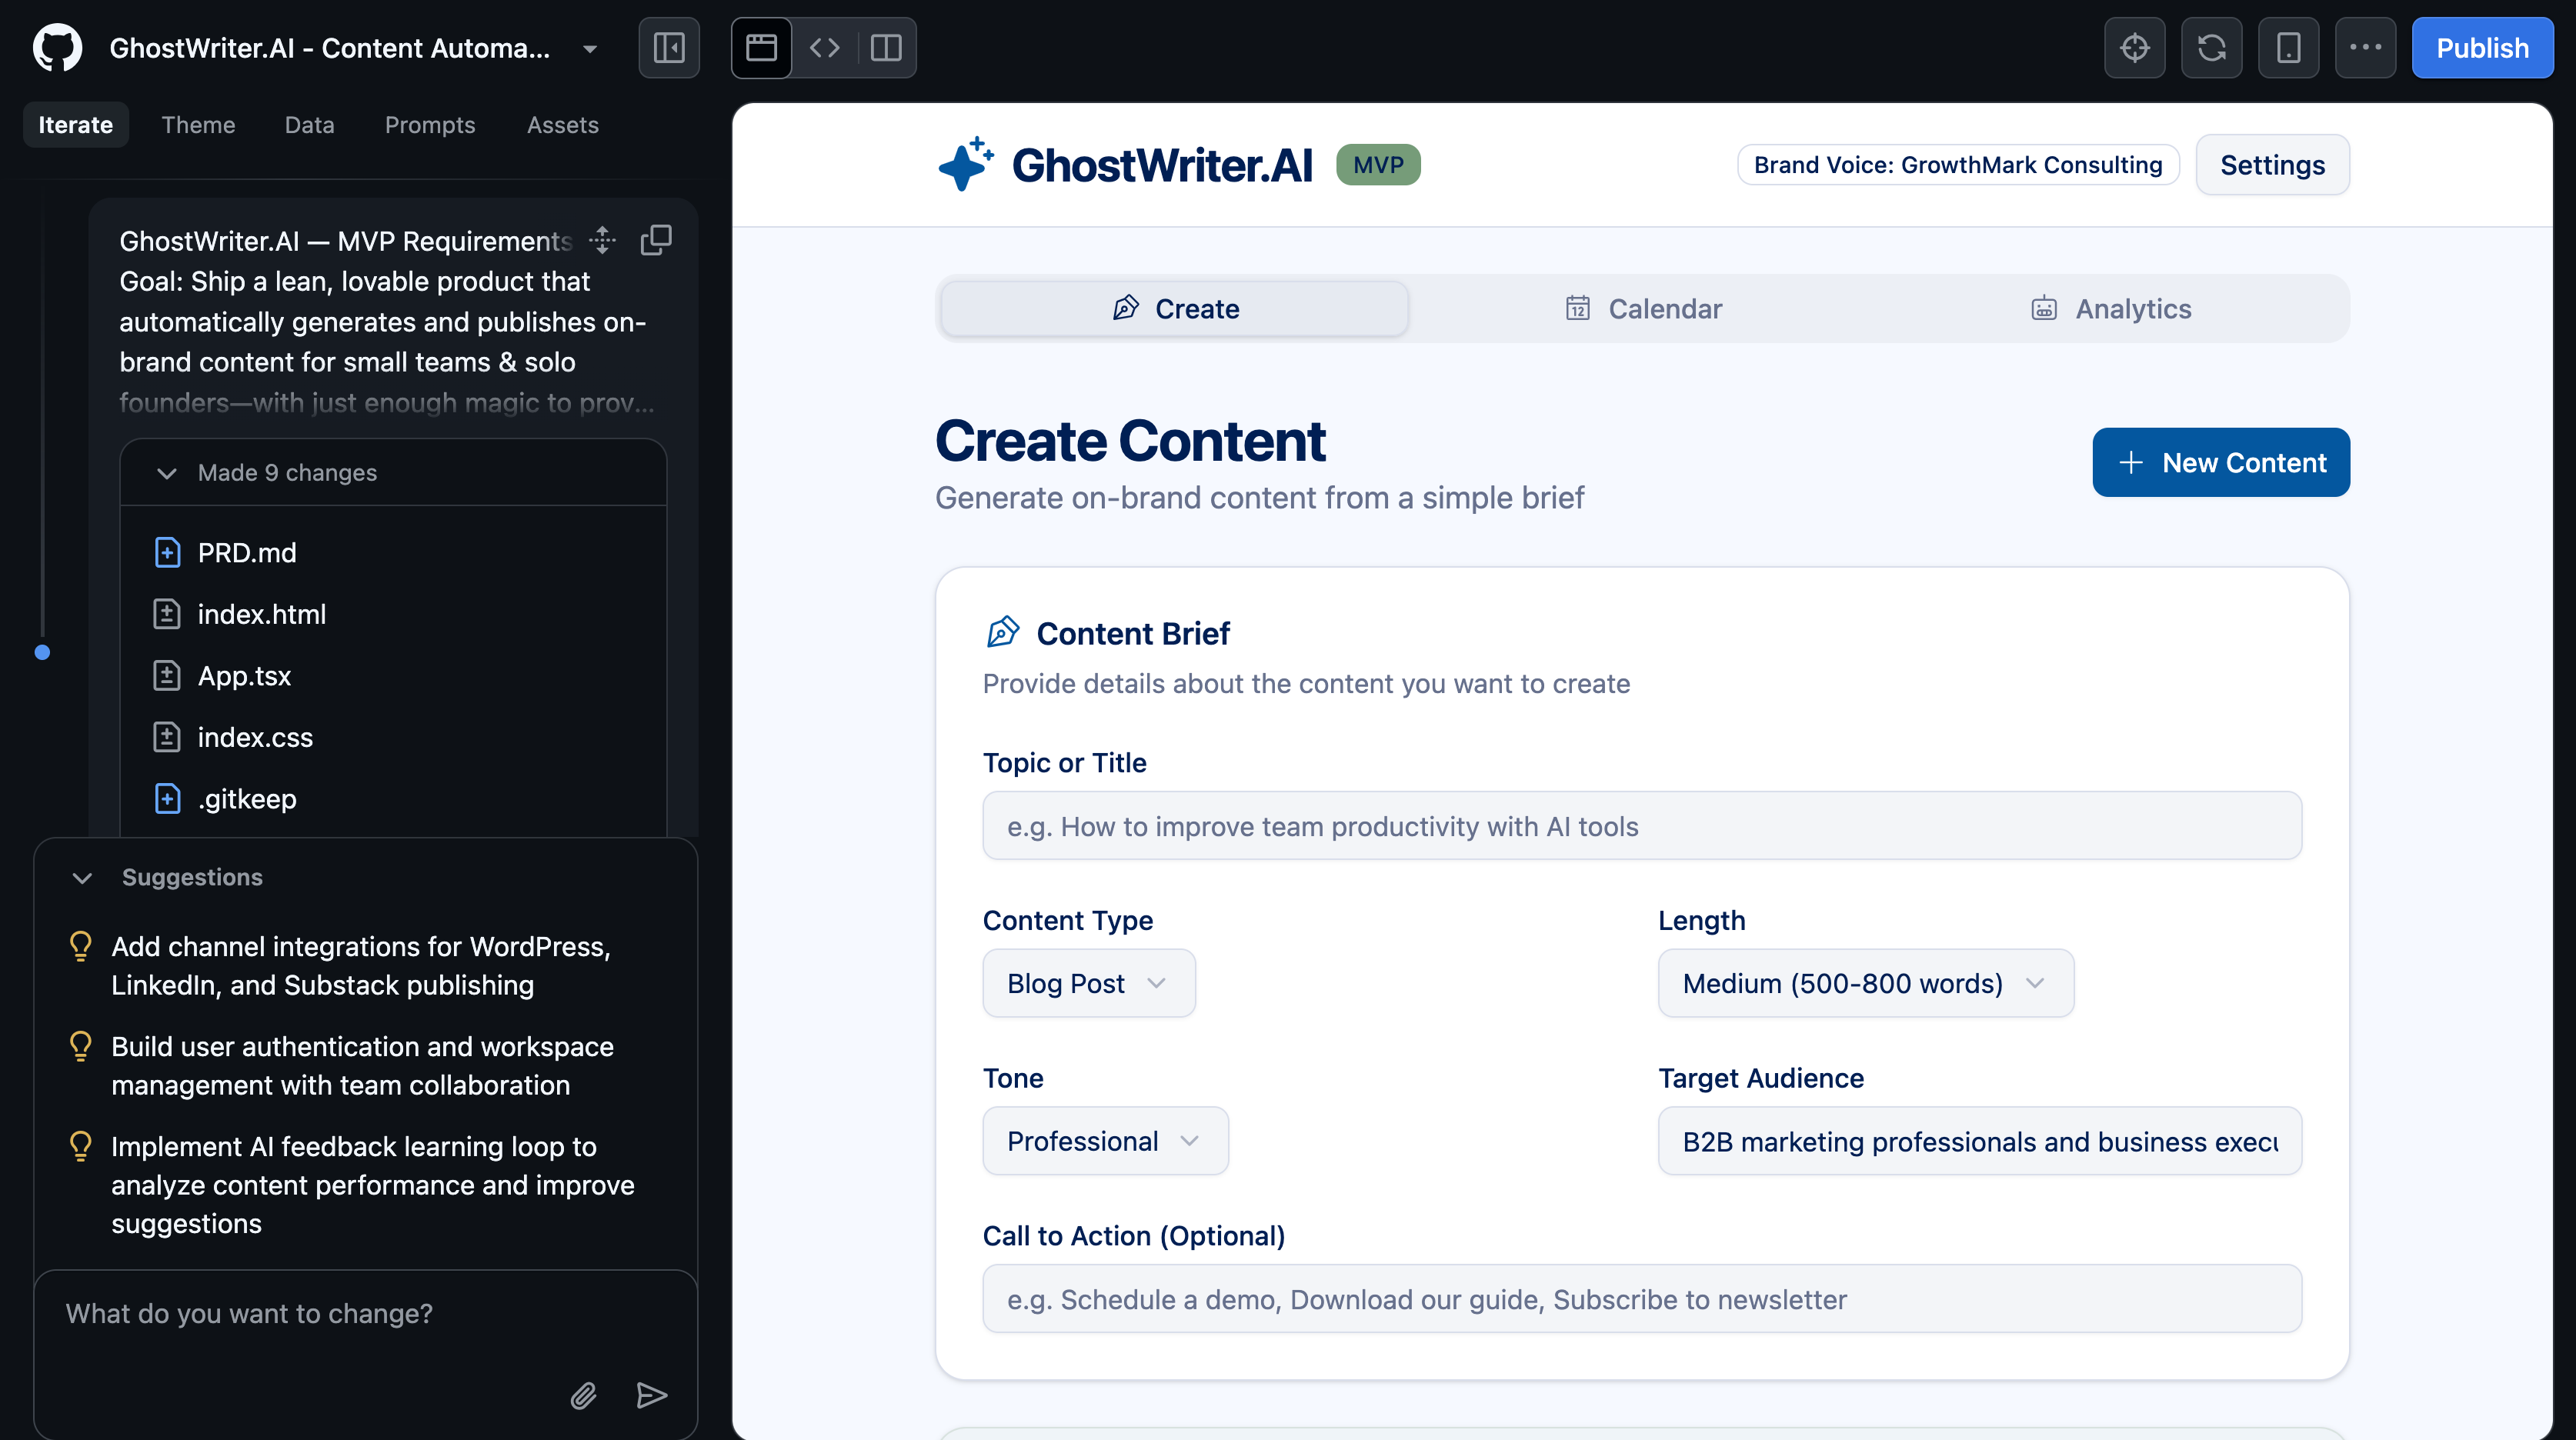 GhostWriter.AI - Content Automa...
Publish
Iterate
Theme
Data
Prompts
Assets
GhostWriter.AI — MVP Requirements
Goal: Ship a lean, lovable product that
automatically generates and publishes on-
brand content for small teams & solo
founders—with just enough magic to prov...
Made 9 changes
PRD.md
index.html
App.tsx
index.css
.gitkeep
Suggestions
Add channel integrations for WordPress,
LinkedIn, and Substack publishing
Build user authentication and workspace
management with team collaboration
Implement AI feedback learning loop to
analyze content performance and improve
suggestions
What do you want to change?
GhostWriter.AI
MVP
Brand Voice: GrowthMark Consulting
Settings
Create
12
Calendar
Analytics
Create Content
Generate on-brand content from a simple brief
New Content
Content Brief
Provide details about the content you want to create
Topic or Title
e.g. How to improve team productivity with AI tools
Content Type
Length
Blog Post
Medium (500-800 words)
Tone
Target Audience
Professional
B2B marketing professionals and business execu
Call to Action (Optional)
e.g. Schedule a demo, Download our guide, Subscribe to newsletter